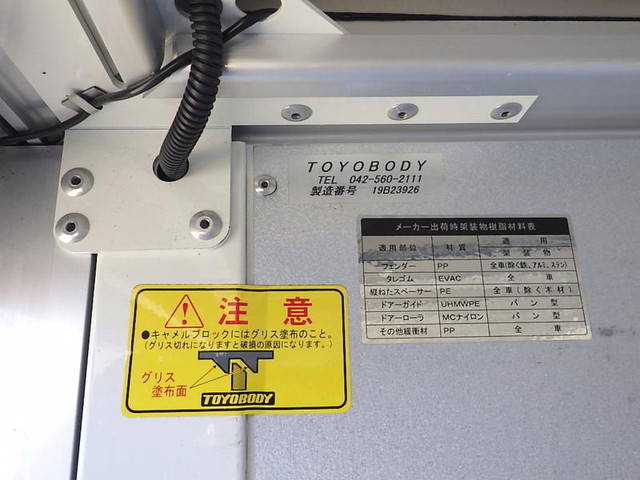 TOYOBODY
TEL 042-560-2111
製造番号 19B23926
メーカー出荷時架装物樹脂材料表
適用部位 材質 適用架装物
フェンダー PP 全車(除く鉄、アルミ、ステン)
タレゴム EVAC 全車
縦ねたスペーサー PE 全車(除く木材)
ドアーガイド UHMWPE バン型
ドアーローラ MCナイロン バン型
その他緩衝材 PP 全車
注意
●キャメルブロックにはグリス塗布のこと。
(グリス切れになりますと破損の原因になります。)
グリス
塗布面
TOYOBODY